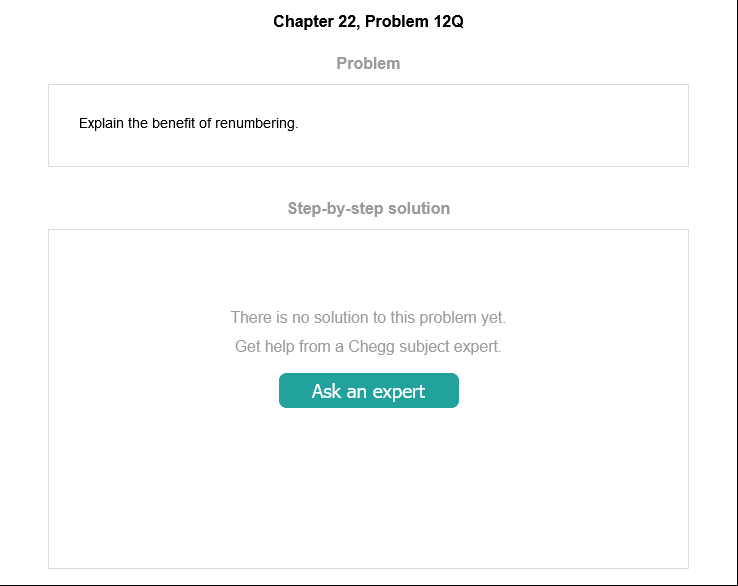 Chapter 22, Problem 12Q
Problem
Explain the benefit of renumbering.
Step-by-step solution
There is no solution to this problem yet.
Get help from a Chegg subject expert.
Ask an expert